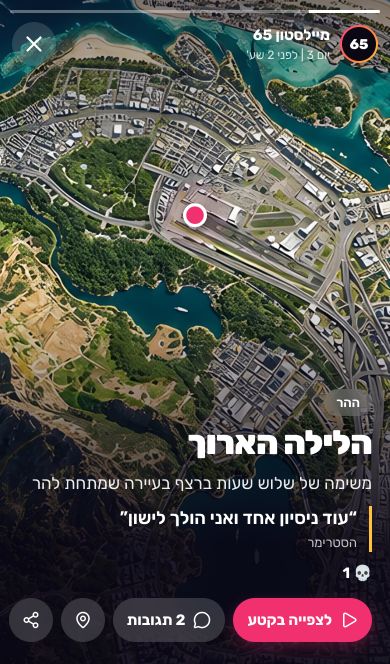 65
מיילסטון 65
יום 3 | לפני 2 שע'
ההר
הלילה הארוך
משימה של שלוש שעות ברצף בעיירה שמתחת להר
“עוד ניסיון אחד ואני הולך לישון”
הסטרימר
💀 1
לצפייה בקטע
2 תגובות